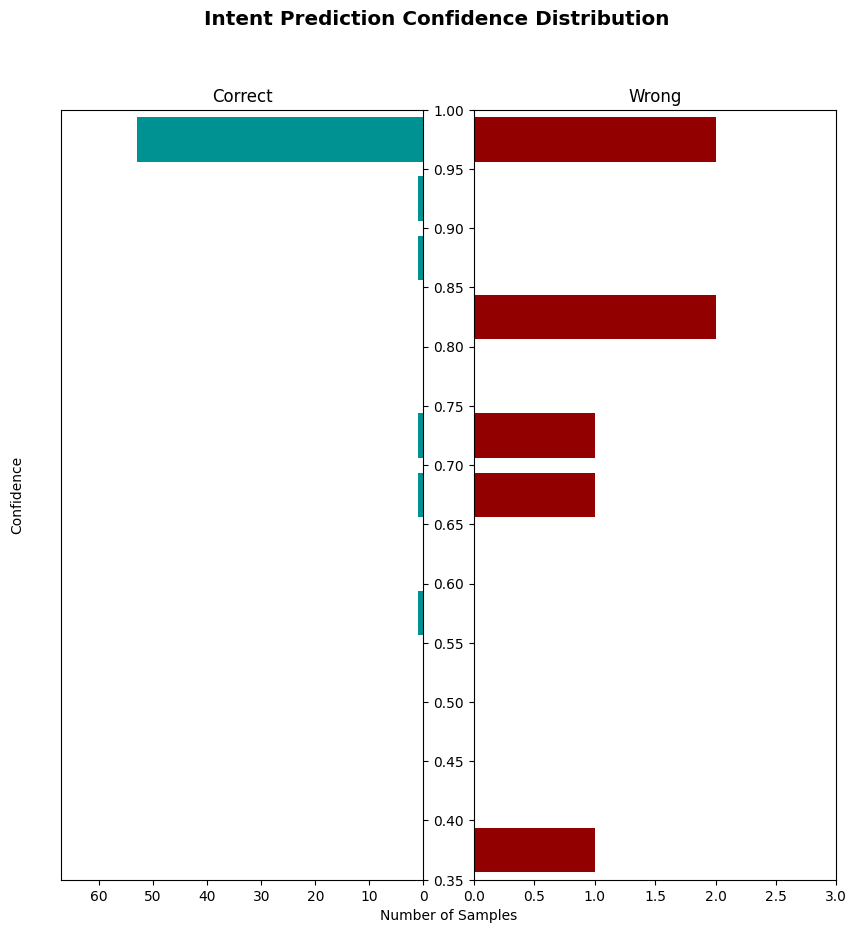 Intent Prediction Confidence Distribution
Correct
Wrong
1.00
0.95
0.90
0.85
0.80
0.75
0.70
0.65
0.60
0.55
0.50
0.45
0.40
0.35
Confidence
60 50 40 30 20 10 0
0.0 0.5 1.0 1.5 2.0 2.5 3.0
Number of Samples